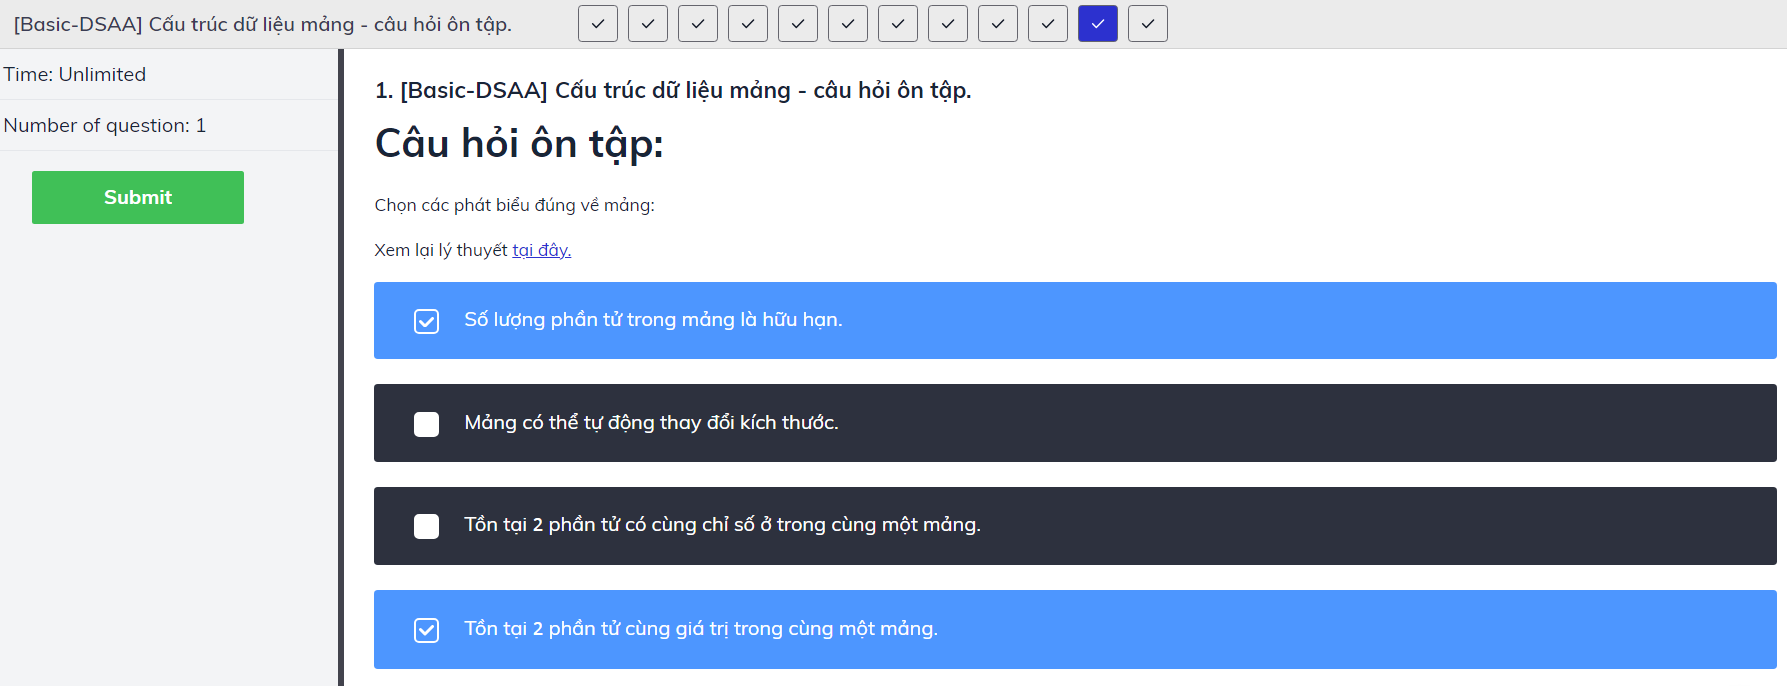 [Basic-DSAA] Cấu trúc dữ liệu mảng - câu hỏi ôn tập.
Time: Unlimited
Number of question: 1
Submit
1. [Basic-DSAA] Cấu trúc dữ liệu mảng - câu hỏi ôn tập.
Câu hỏi ôn tập:
Chọn các phát biểu đúng về mảng:
Xem lại lý thuyết tại đây.
Số lượng phần tử trong mảng là hữu hạn.
Mảng có thể tự động thay đổi kích thước.
Tồn tại 2 phần tử có cùng chỉ số ở trong cùng một mảng.
Tồn tại 2 phần tử cùng giá trị trong cùng một mảng.